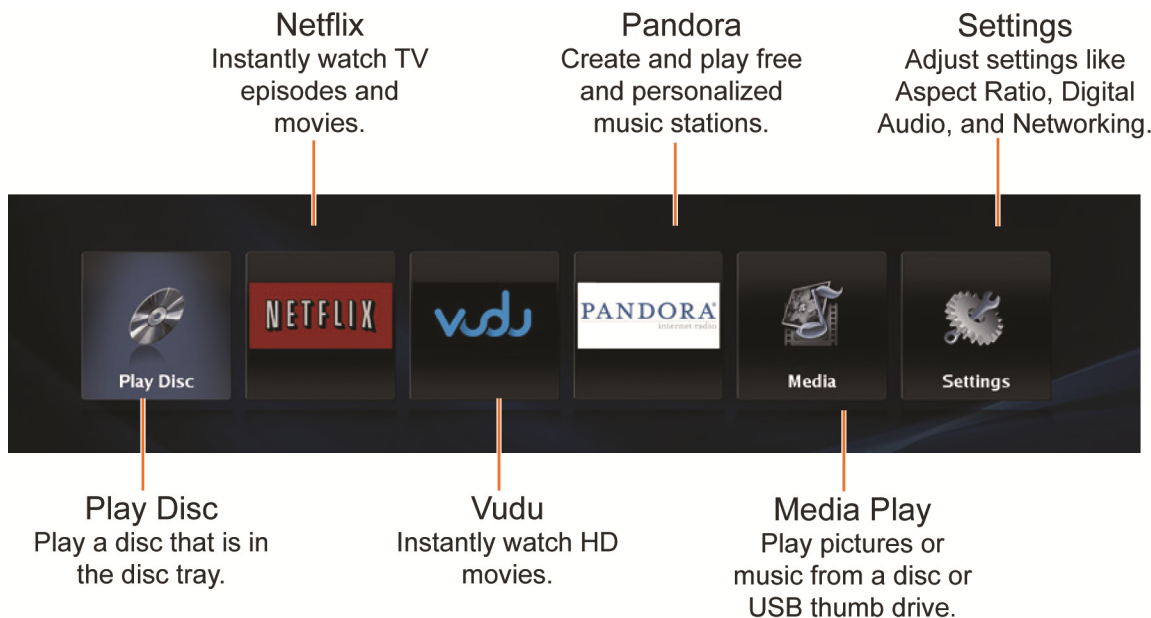 Netflix
Instantly watch TV
episodes and
movies.
Pandora
Create and play free
and personalized
music stations.
Settings
Adjust settings like
Aspect Ratio, Digital
Audio, and Networking.
Play Disc
NETFLIX
vudu
PANDORA®
internet radio
Media
Settings
Play Disc
Play a disc that is in
the disc tray.
Vudu
Instantly watch HD
movies.
Media Play
Play pictures or
music from a disc or
USB thumb drive.